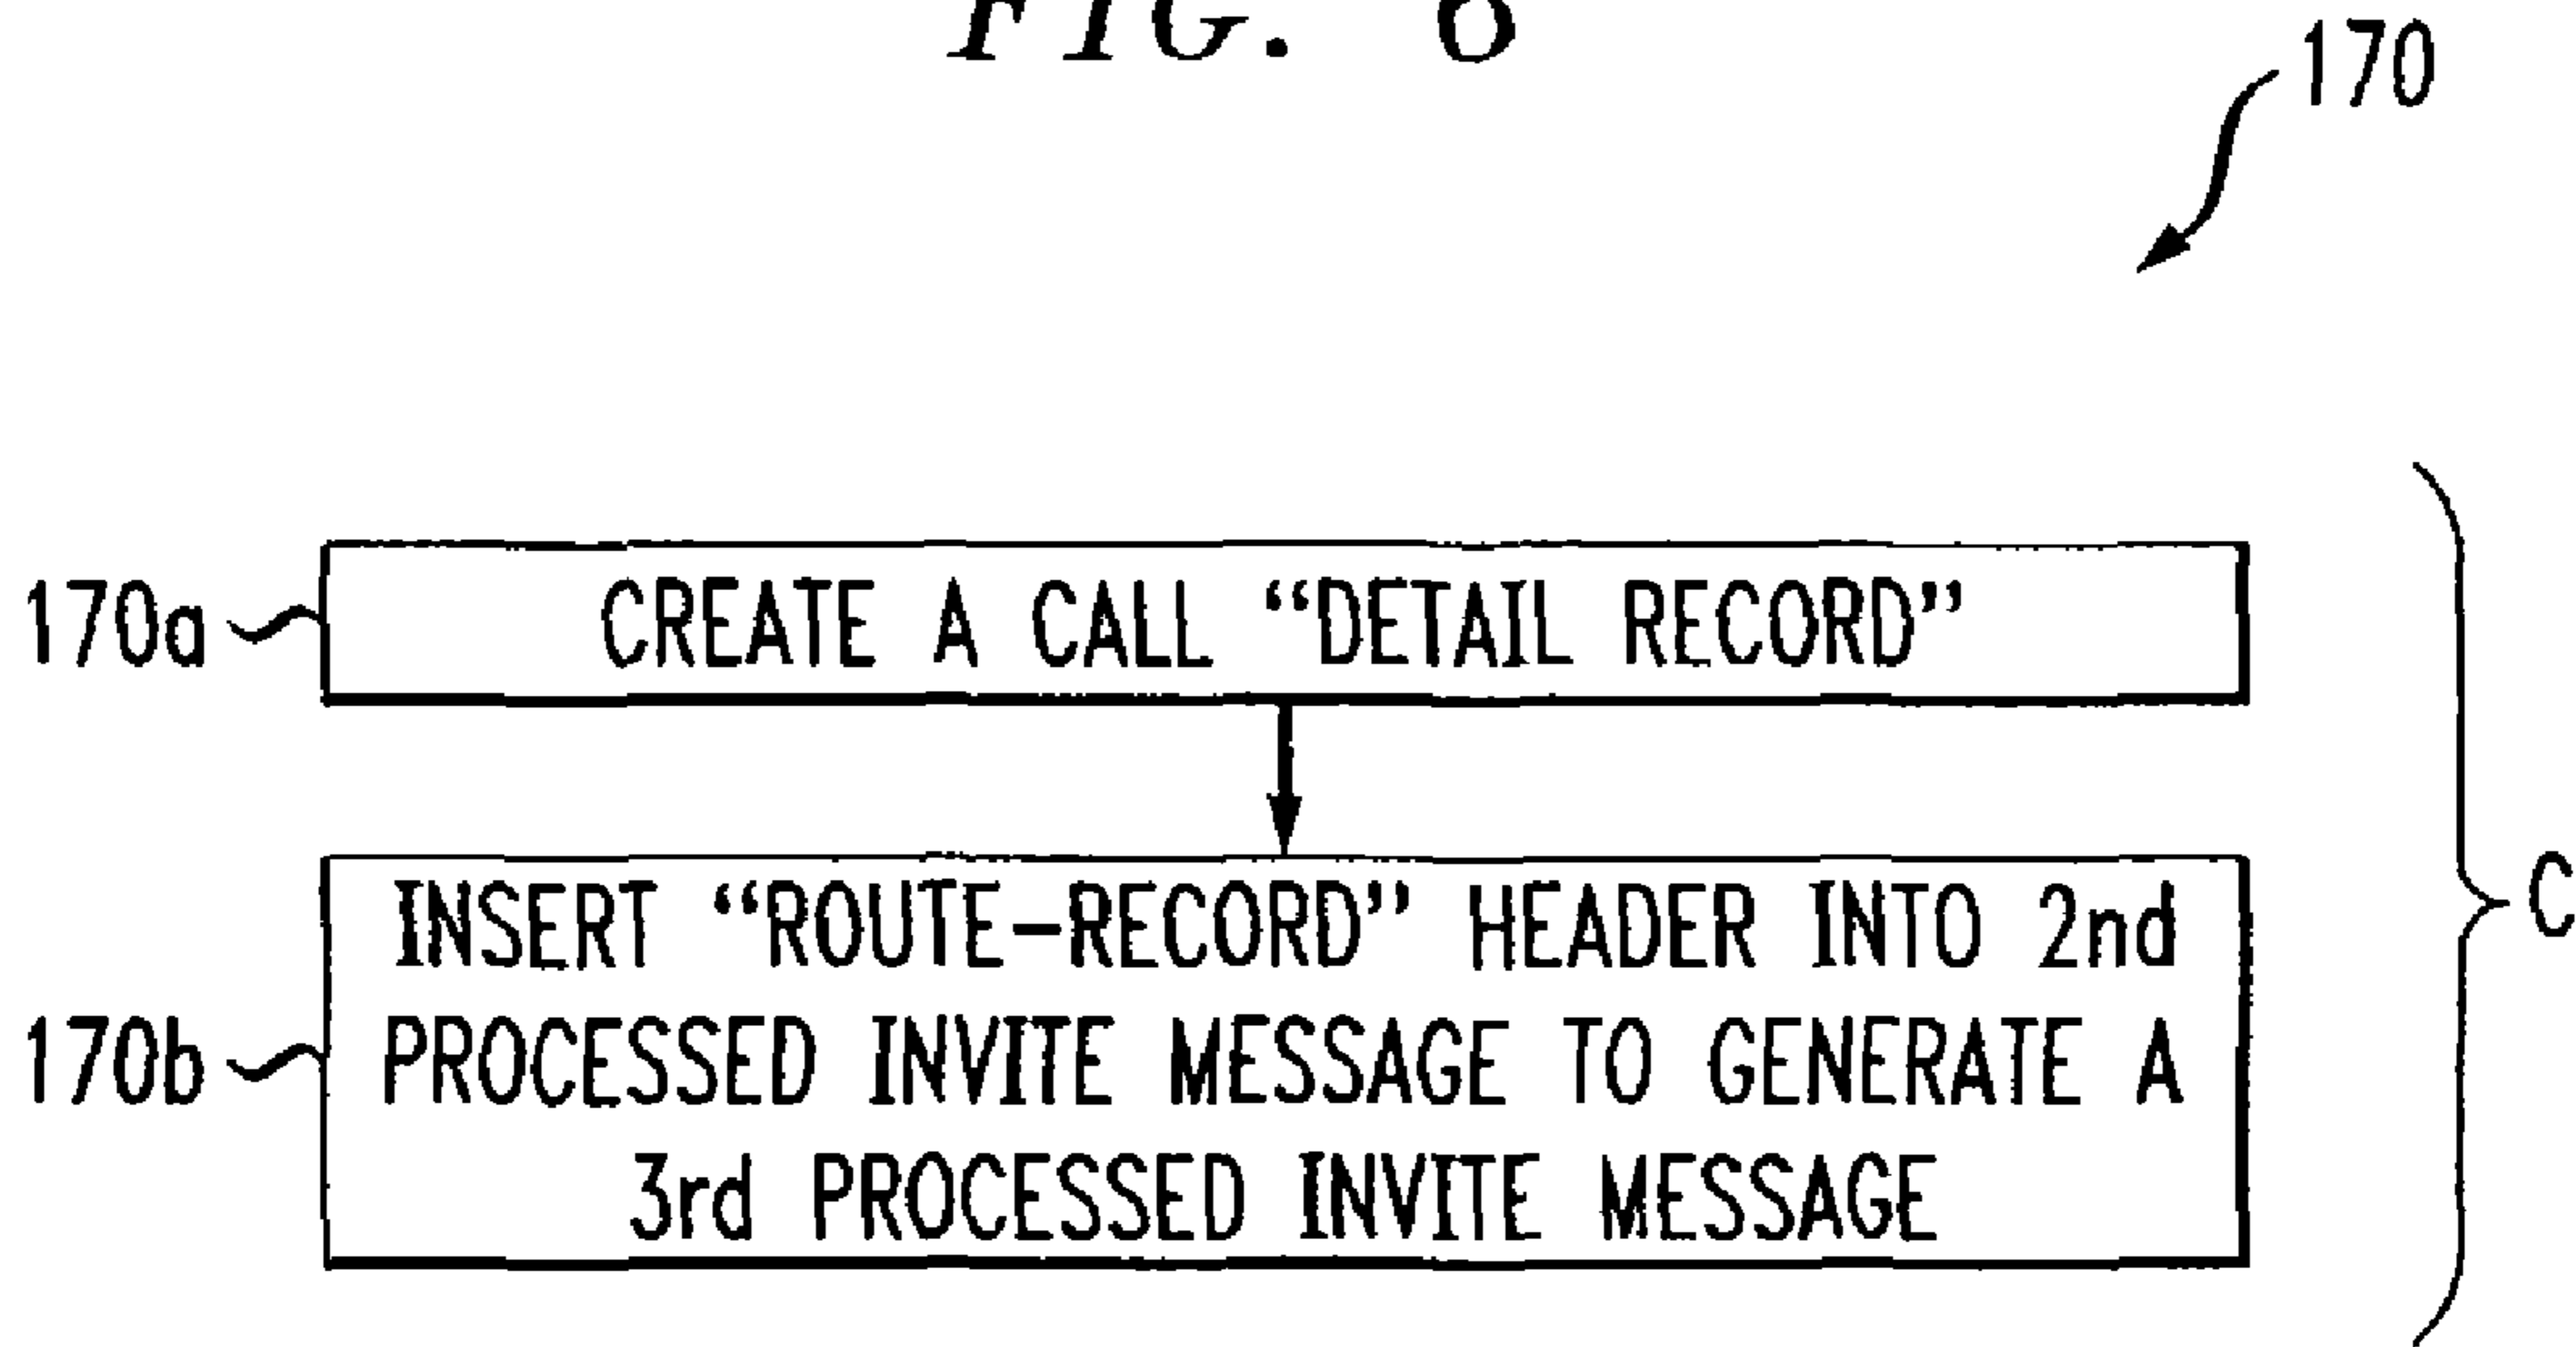 FIG. 6
170
170a
CREATE A CALL “DETAIL RECORD”
170b
INSERT “ROUTE-RECORD” HEADER INTO 2nd
PROCESSED INVITE MESSAGE TO GENERATE A
3rd PROCESSED INVITE MESSAGE
C